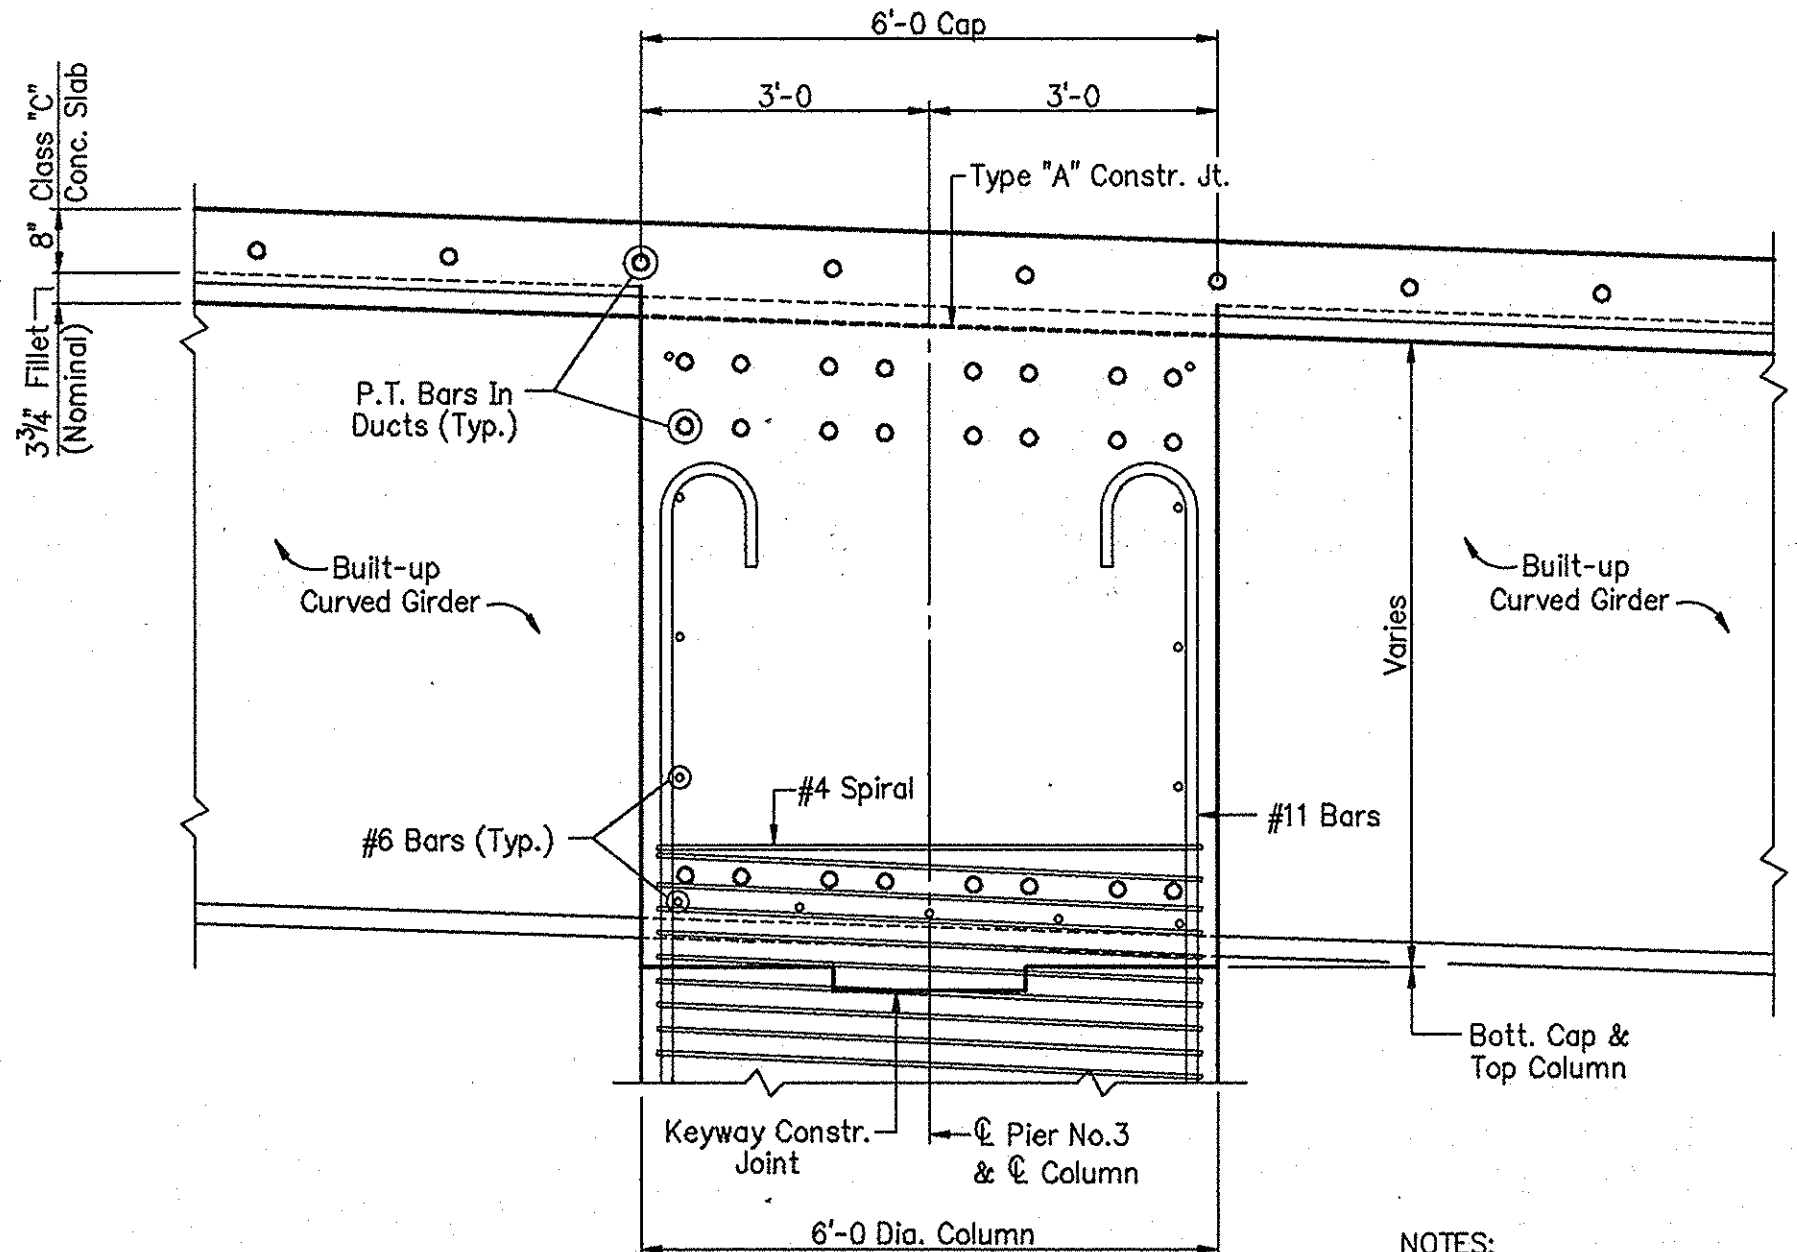 6'-0 Cap
3'-0
3'-0
Class "C"
Conc. Slab
8"
3 3/4" Fillet
(Nominal)
Type "A" Constr. Jt.
P.T. Bars In
Ducts (Typ.)
Built-up
Curved Girder
Built-up
Curved Girder
Varies
#4 Spiral
#11 Bars
#6 Bars (Typ.)
Bott. Cap &
Top Column
Keyway Constr.
Joint
℄ Pier No.3
& ℄ Column
6'-0 Dia. Column
NOTES: